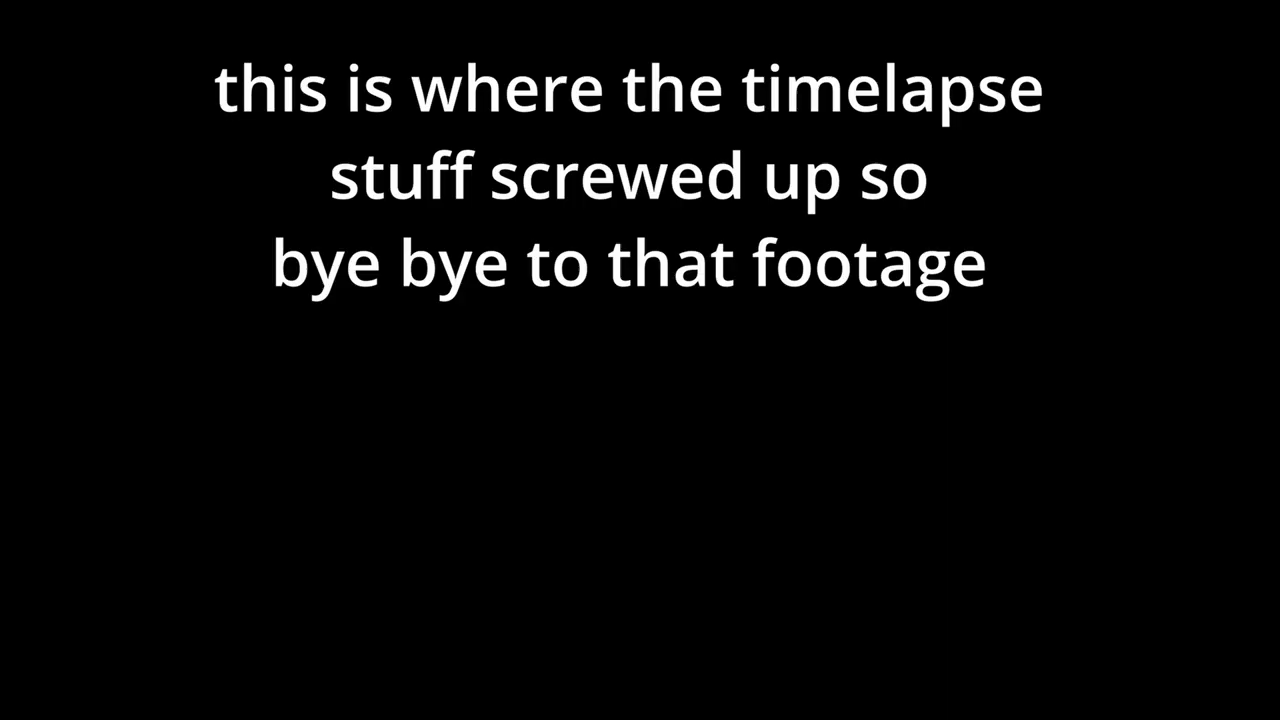 this is where the timelapse
stuff screwed up so
bye bye to that footage